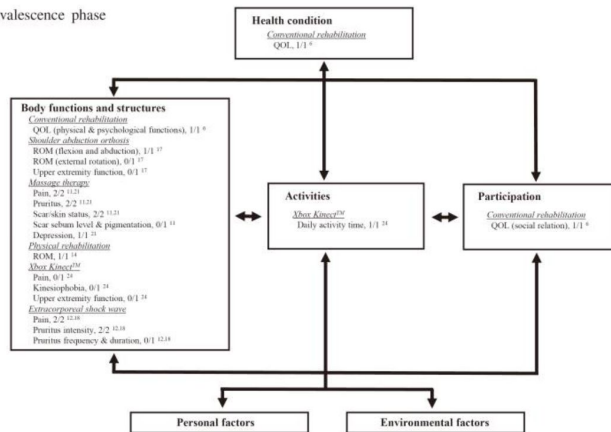 valescence phase
Health condition
Conventional rehabilitation
QOL, 1/1 6
Body functions and structures
Conventional rehabilitation
QOL (physical & psychological functions), 1/1 6
Shoulder abduction orthosis
ROM (flexion and abduction), 1/1 17
ROM (external rotation), 0/1 17
Upper extremity function, 0/1 17
Massage therapy
Pain, 2/2 11,21
Pruritus, 2/2 11,21
Scar/skin status, 2/2 11,21
Scar sebum level & pigmentation, 0/1 11
Depression, 1/1 21
Physical rehabilitation
ROM, 1/1 14
Xbox Kinect™
Pain, 0/1 24
Kinesiophobia, 0/1 24
Upper extremity function, 0/1 24
Extracorporeal shock wave
Pain, 2/2 12,18
Pruritus intensity, 2/2 12,18
Pruritus frequency & duration, 0/1 12,18
Activities
Xbox Kinect™
Daily activity time, 1/1 24
Participation
Conventional rehabilitation
QOL (social relation), 1/1 6
Personal factors
Environmental factors